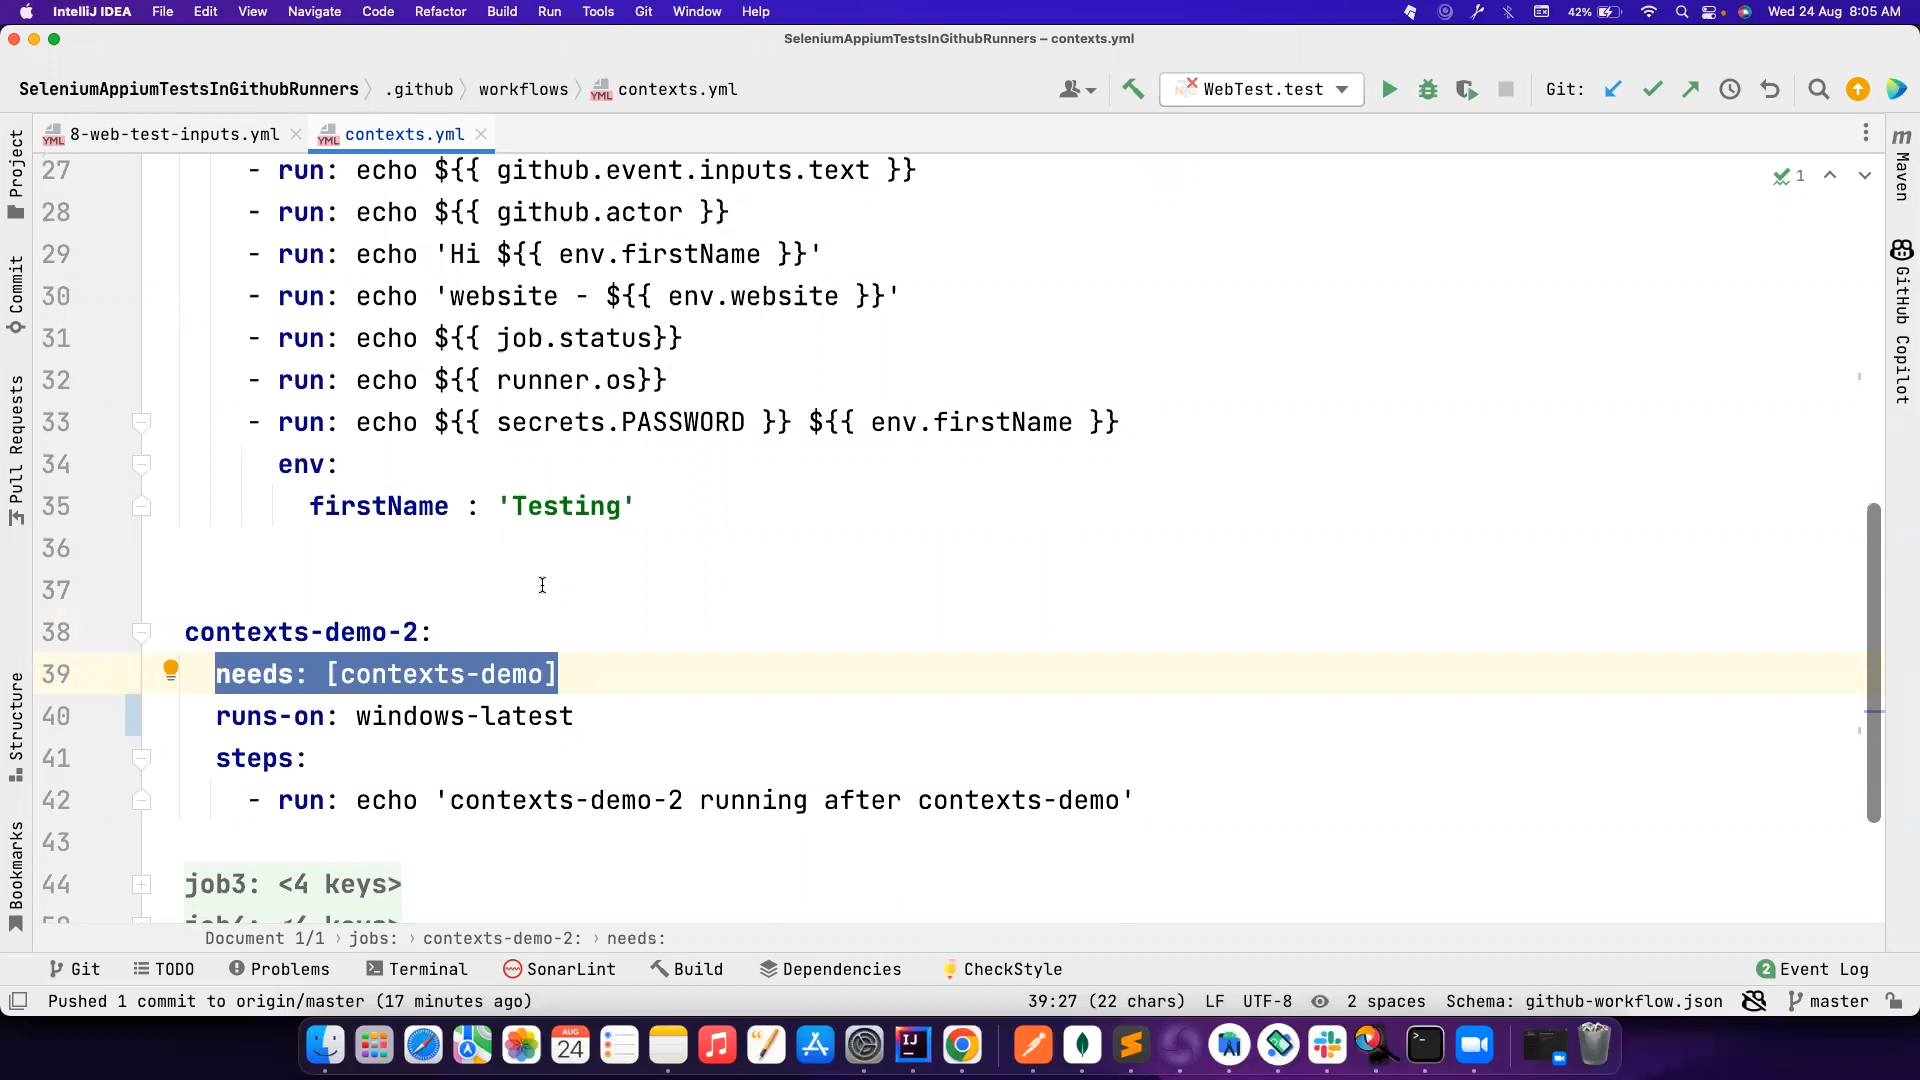 IntelliJ IDEA File Edit View Navigate Code Refactor Build Run Tools Git Window Help 42% Wed 24 Aug 8:05 AM
SeleniumAppiumTestsInGithubRunners – contexts.yml
SeleniumAppiumTestsInGithubRunners .github workflows contexts.yml WebTest.test Git:
8-web-test-inputs.yml contexts.yml
27 - run: echo ${{ github.event.inputs.text }}
28 - run: echo ${{ github.actor }}
29 - run: echo 'Hi ${{ env.firstName }}'
30 - run: echo 'website - ${{ env.website }}'
31 - run: echo ${{ job.status}}
32 - run: echo ${{ runner.os}}
33 - run: echo ${{ secrets.PASSWORD }} ${{ env.firstName }}
34 env:
35 firstName : 'Testing'
36
37
38 contexts-demo-2:
39 needs: [contexts-demo]
40 runs-on: windows-latest
41 steps:
42 - run: echo 'contexts-demo-2 running after contexts-demo'
43
44 job3: <4 keys>
1
Project
Commit
Pull Requests
Structure
Bookmarks
Maven
GitHub Copilot
Document 1/1 › jobs: › contexts-demo-2: › needs:
Git TODO Problems Terminal SonarLint Build Dependencies CheckStyle 2 Event Log
Pushed 1 commit to origin/master (17 minutes ago) 39:27 (22 chars) LF UTF-8 2 spaces Schema: github-workflow.json master
AUG
24
IJ